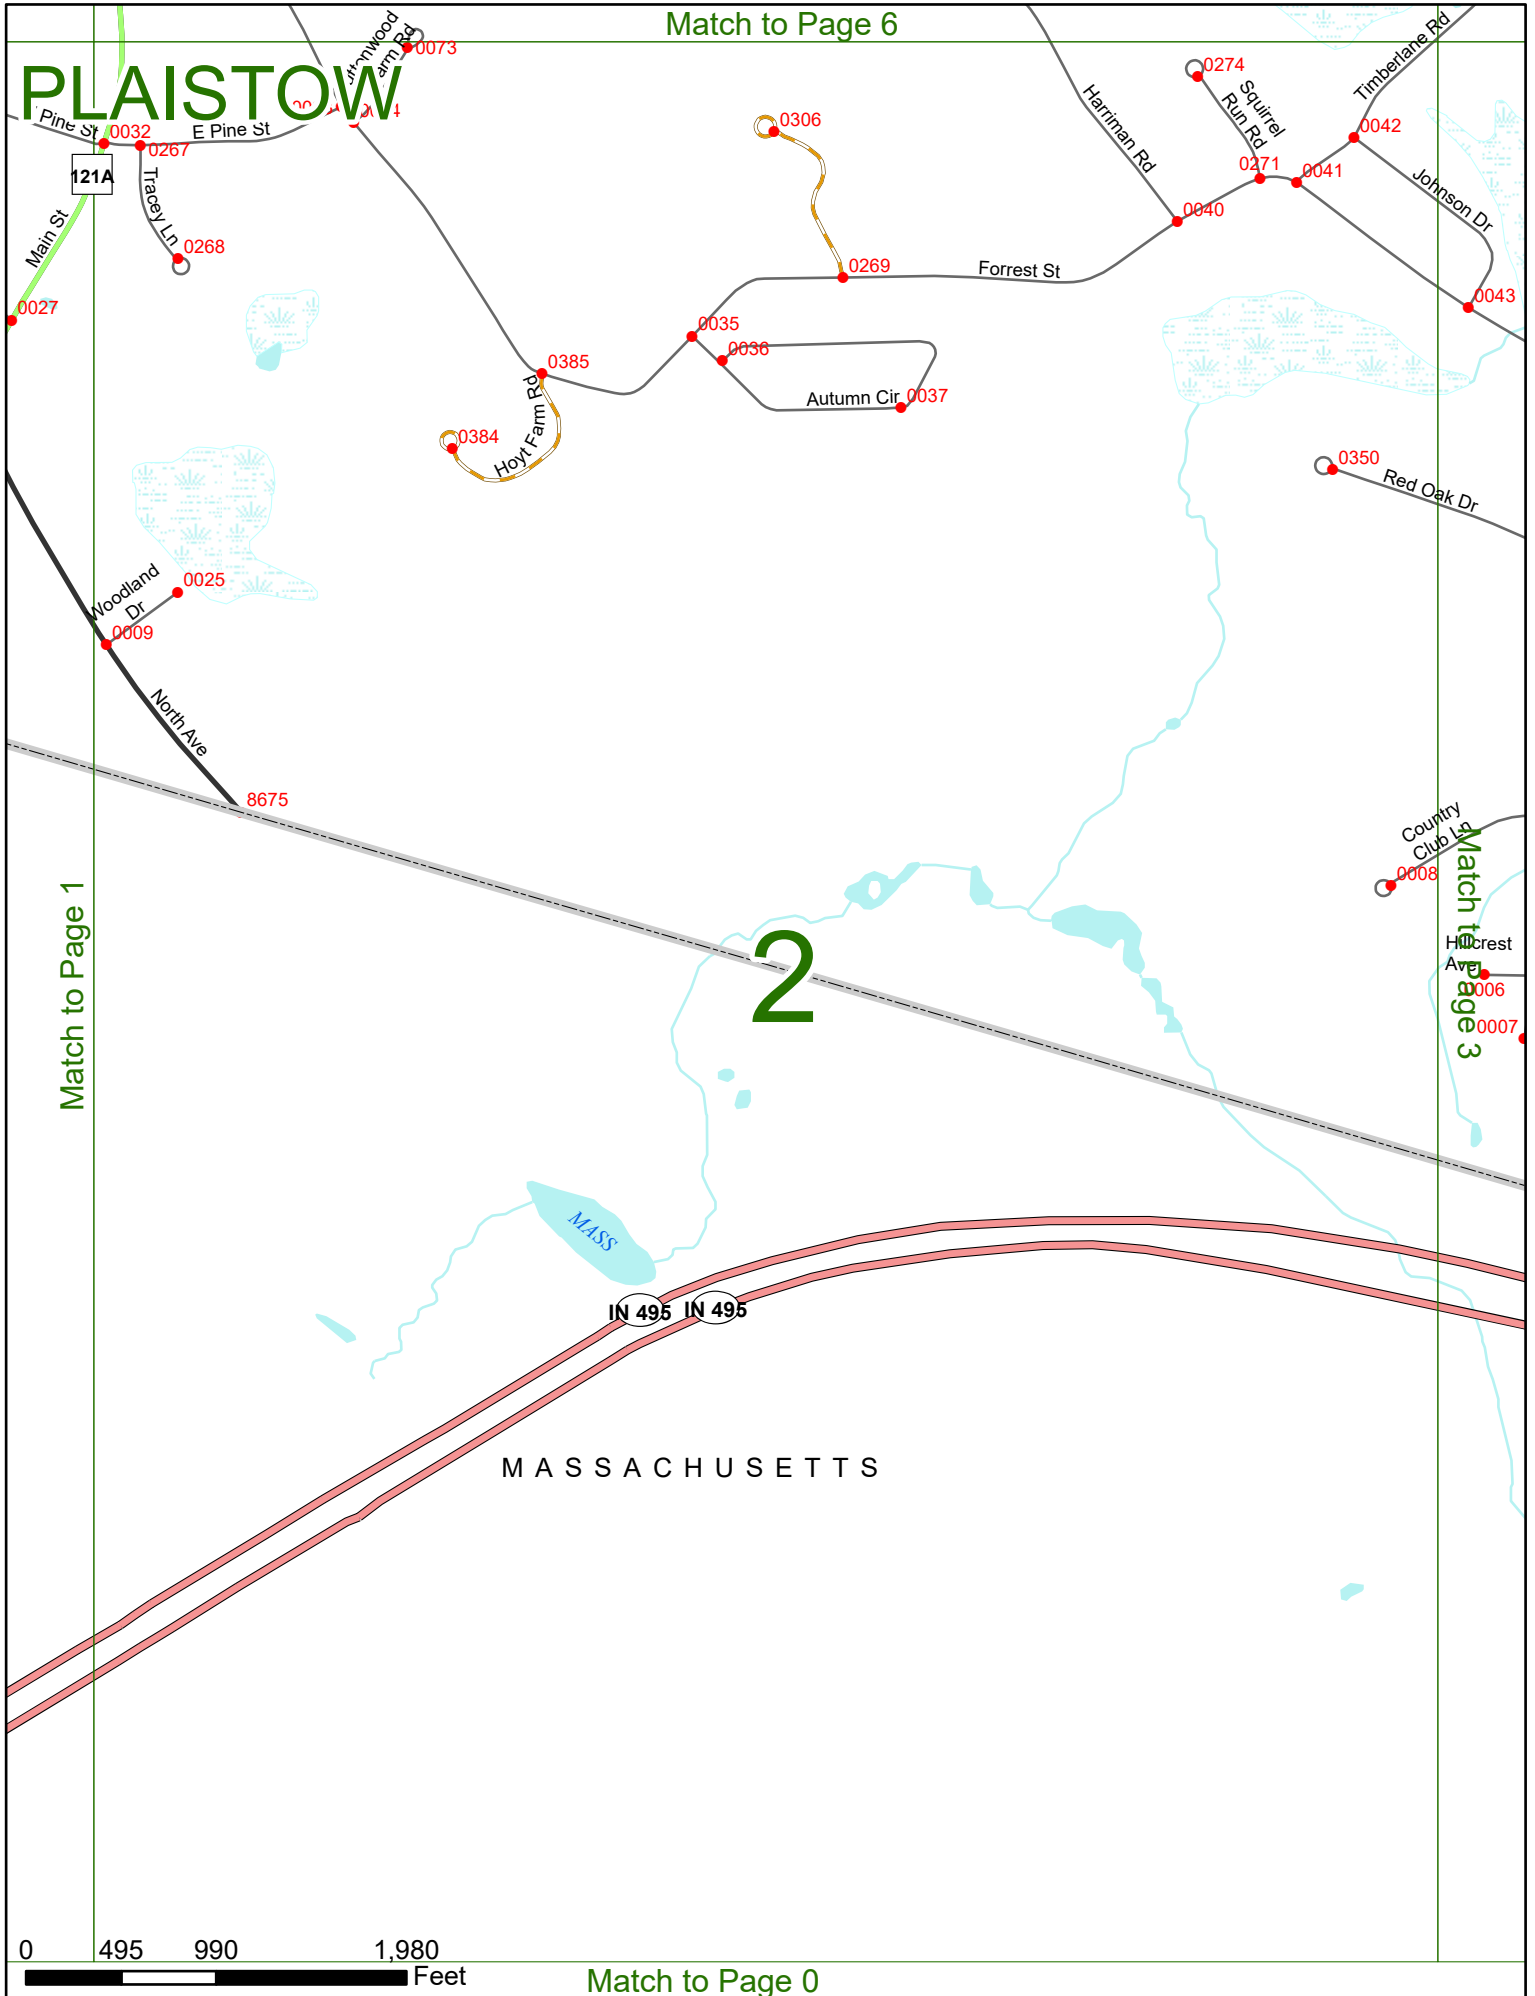 Match to Page 6
PLAISTOW
0073
Farm Rd
Pine St
0032
E Pine St
0267
121A
Tracey Ln
0268
Main St
0027
0306
Harriman Rd
0274
Squirrel
Run Rd
Timberlane Rd
0042
0271
0041
Johnson Dr
0040
0269
Forrest St
0043
0035
0036
0385
Autumn Cir
0037
Hoyt Farm Rd
0384
0350
Red Oak Dr
Woodland
Dr
0025
0009
North Ave
8675
Country
Club Ln
0008
Match to Page 1
2
Match to Page 3
Hillcrest
Ave
0006
0007
MASS
IN 495
IN 495
MASSACHUSETTS
0
495
990
1,980
Feet
Match to Page 0